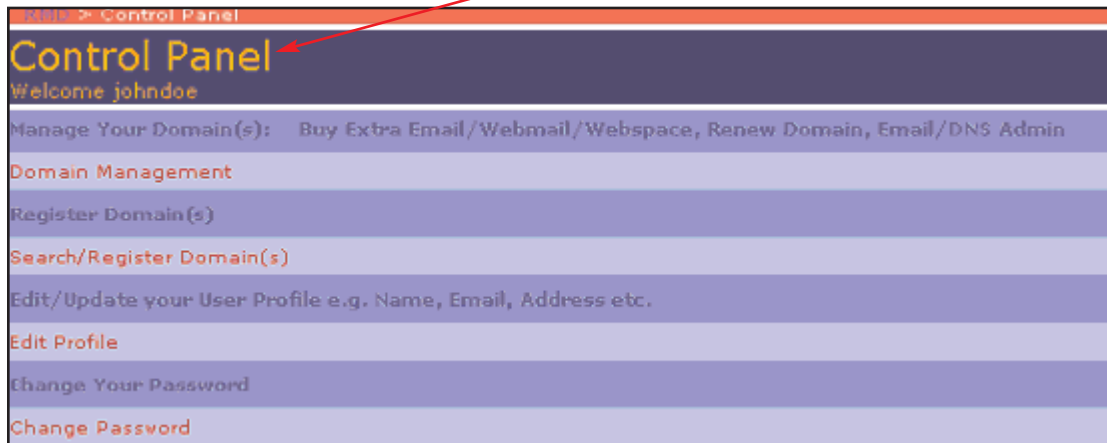 RMD > Control Panel
Control Panel
Welcome johndoe
Manage Your Domain(s): Buy Extra Email/Webmail/Webspace, Renew Domain, Email/DNS Admin
Domain Management
Register Domain(s)
Search/Register Domain(s)
Edit/Update your User Profile e.g. Name, Email, Address etc.
Edit Profile
Change Your Password
Change Password